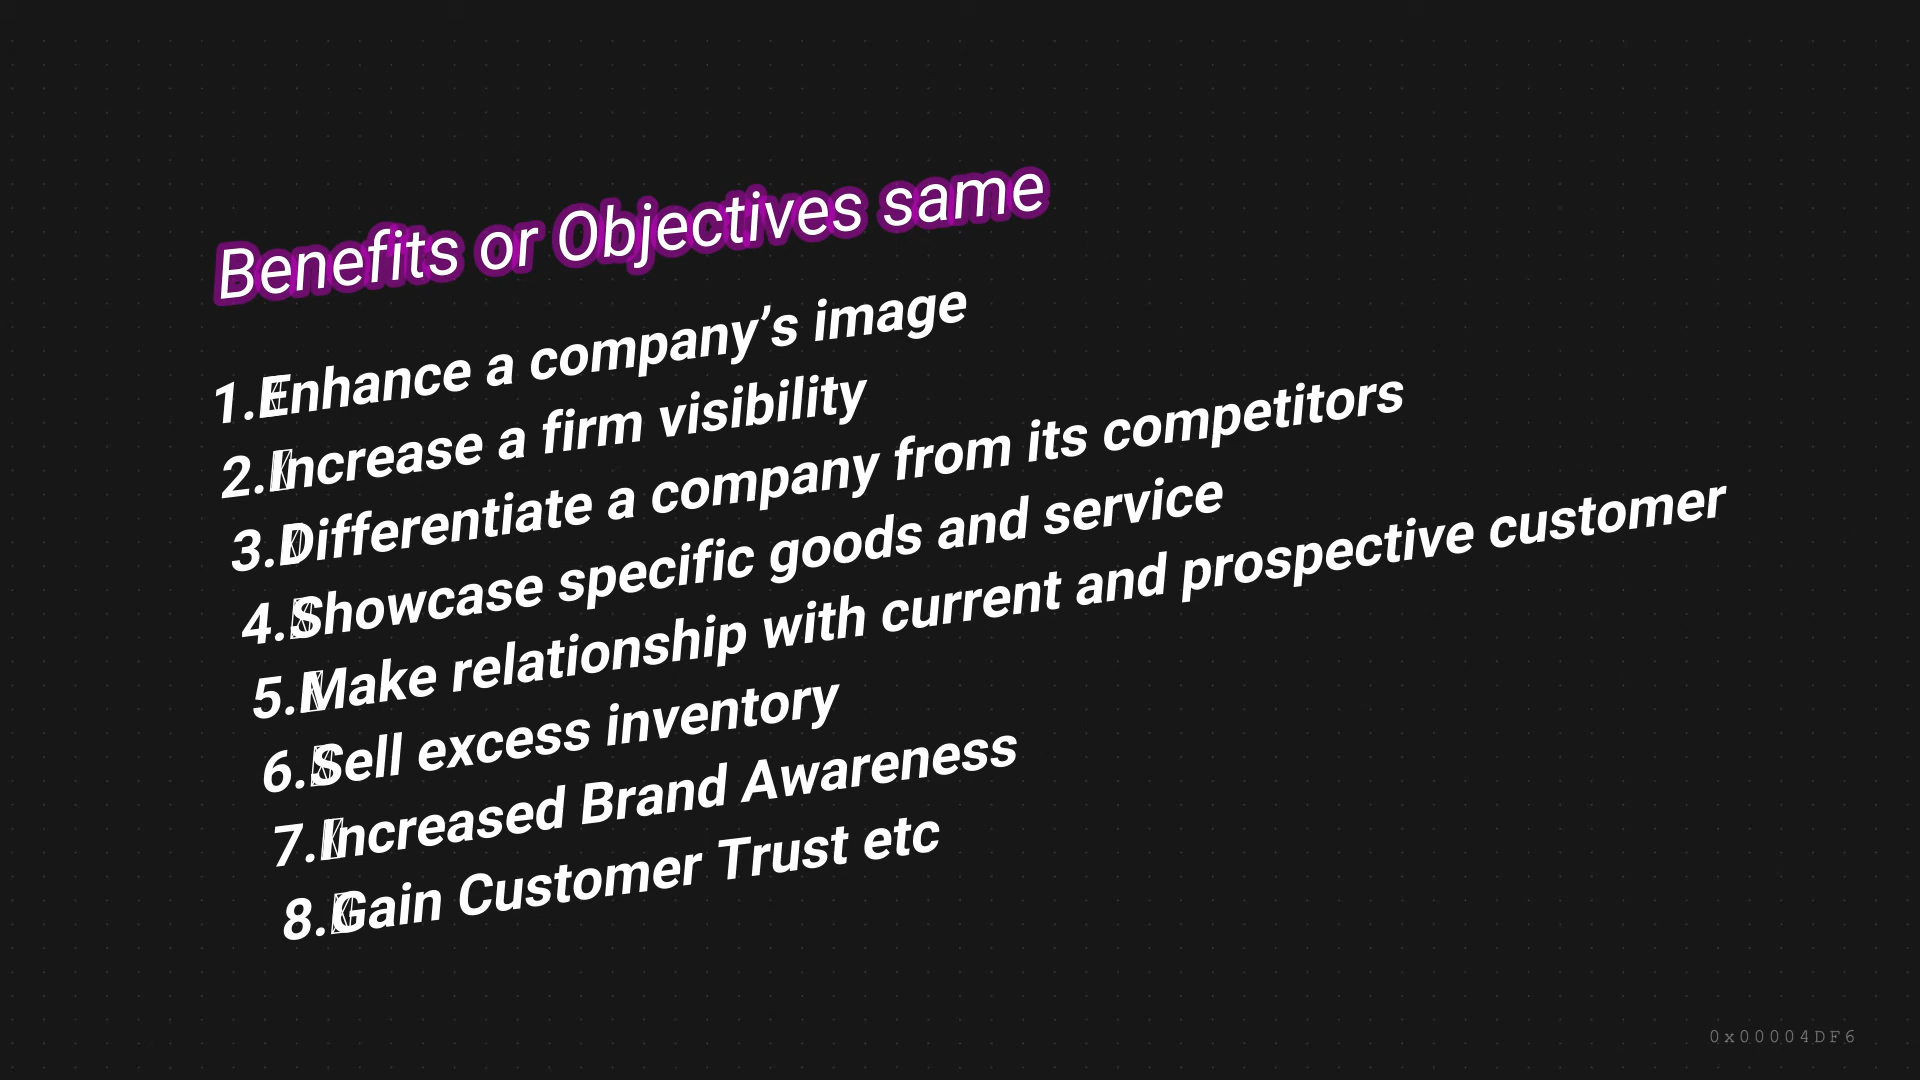 Benefits or Objectives same
1.Enhance a company’s image
2.Increase a firm visibility
3.Differentiate a company from its competitors
4.Showcase specific goods and service
5.Make relationship with current and prospective customer
6.Sell excess inventory
7.Increased Brand Awareness
8.Gain Customer Trust etc
0x00004DF6